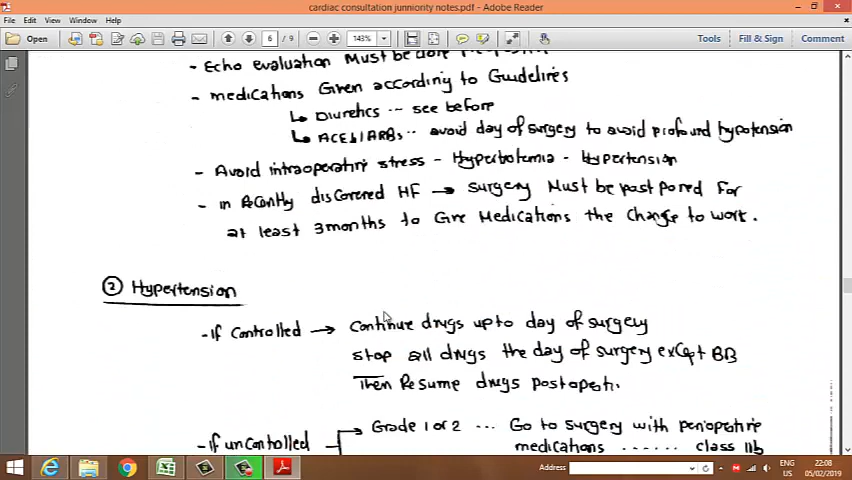 cardiac consultation junniority notes.pdf - Adobe Reader
File Edit View Window Help
Open 6 / 9 143% Tools Fill & Sign Comment
- Echo evaluation Must be done
- medications Given according to Guidelines
Diuretics ... see before
ACEI/ARBs .. avoid day of surgery to avoid profound hypotension
- Avoid intraoperative stress - Hypervolemia - Hypertension
- in recently discovered HF → surgery Must be postponed for
at least 3 months to Give Medications the Change to work.
② Hypertension
- If Controlled → Continue drugs upto day of surgery
stop all drugs the day of surgery except BB
Then Resume drugs postoperti.
- If unControlled
Grade 1 or 2 ... Go to surgery with perioperative
medications ...... class IIb
Address ENG 22:08
US 05/02/2019